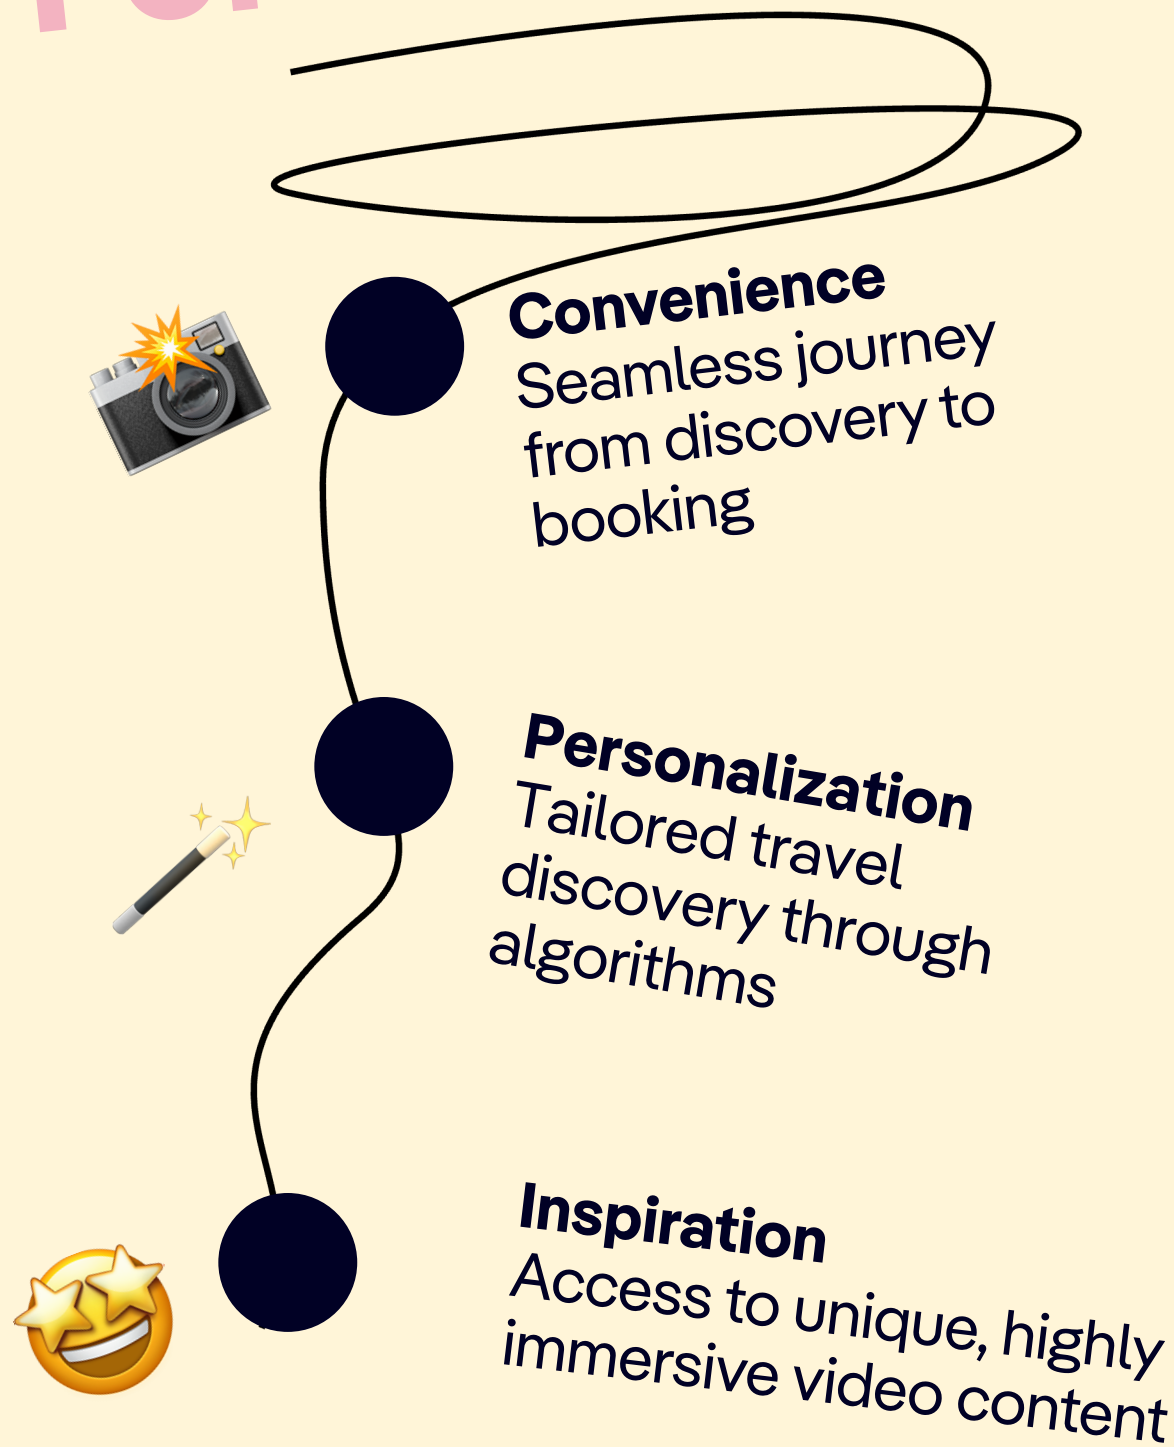 Convenience
Seamless journey
from discovery to
booking
Personalization
Tailored travel
discovery through
algorithms
Inspiration
Access to unique, highly
immersive video content